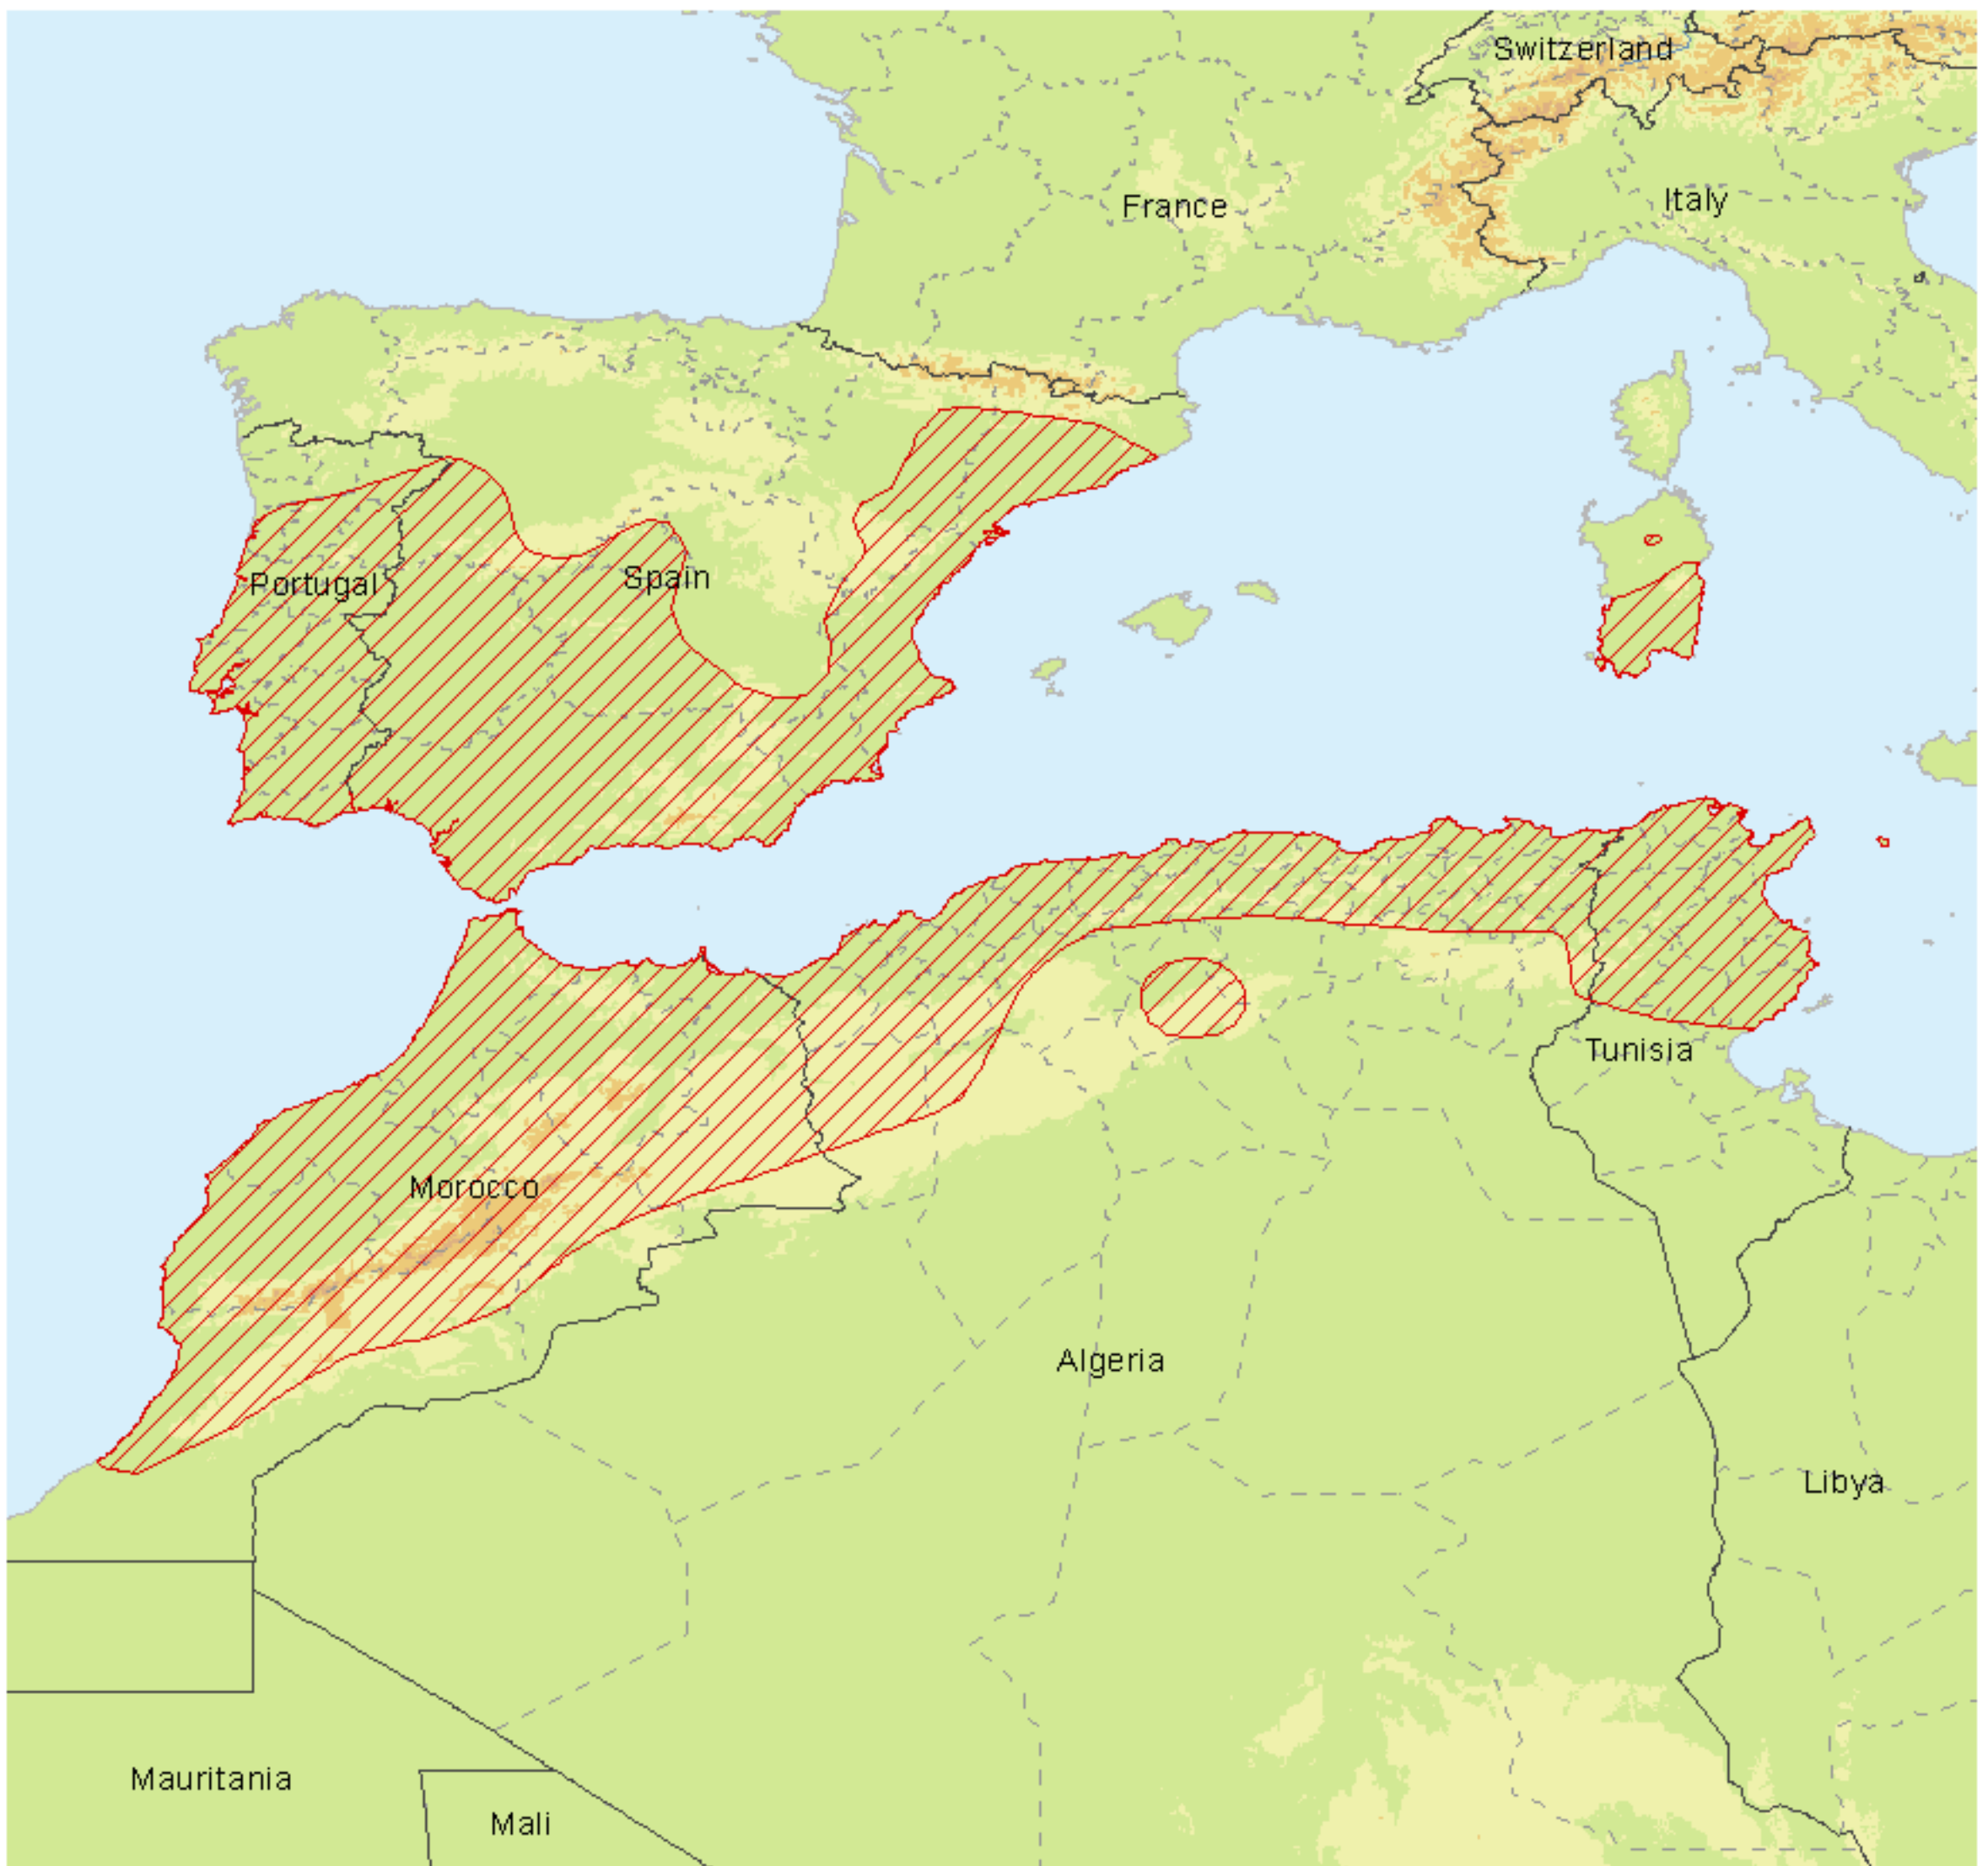 Switzerland
France
Italy
Portugal
Spain
Tunisia
Morocco
Algeria
Libya
Mauritania
Mali